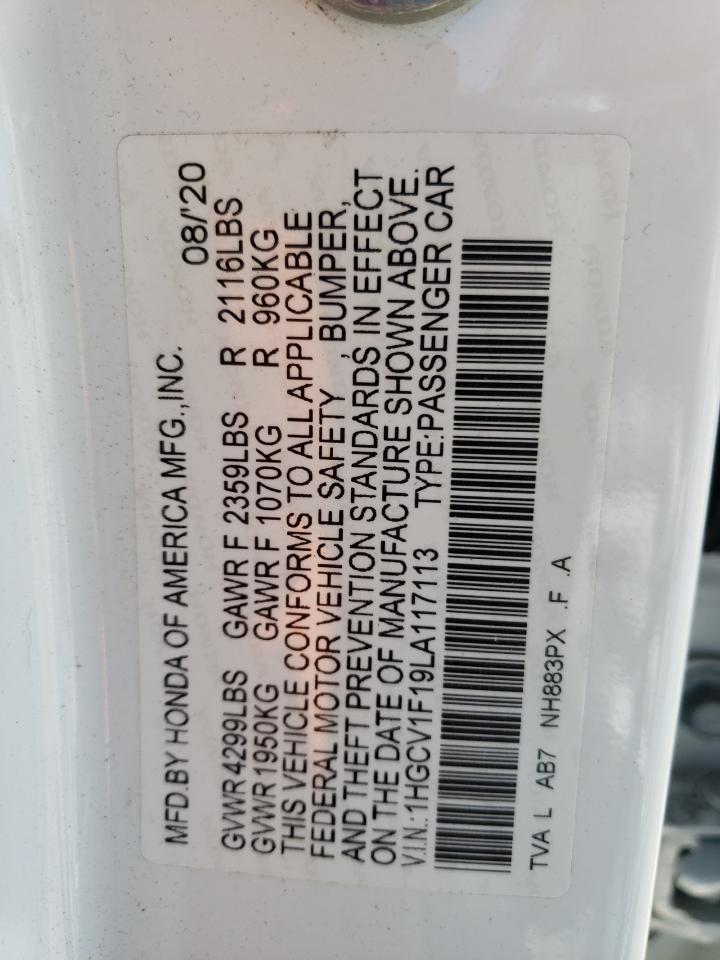 MFD.BY HONDA OF AMERICA MFG.,INC. 08/'20
GVWR 4299LBS GAWR F 2359LBS R 2116LBS
GVWR 1950KG GAWR F 1070KG R 960KG
THIS VEHICLE CONFORMS TO ALL APPLICABLE
FEDERAL MOTOR VEHICLE SAFETY , BUMPER,
AND THEFT PREVENTION STANDARDS IN EFFECT
ON THE DATE OF MANUFACTURE SHOWN ABOVE.
V.I.N.:1HGCV1F19LA117113 TYPE:PASSENGER CAR
TVA L AB7 NH883PX .F .A